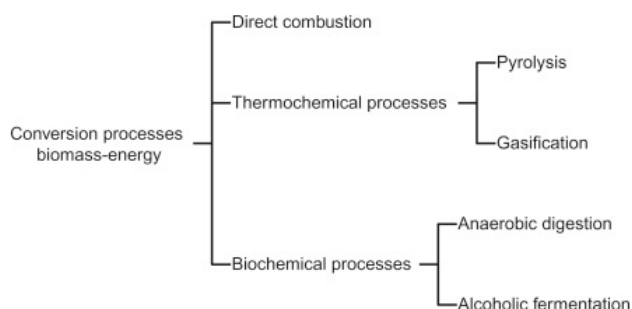 Direct combustion
Pyrolysis
Thermochemical processes
Conversion processes
biomass-energy
Gasification
Anaerobic digestion
Biochemical processes
Alcoholic fermentation